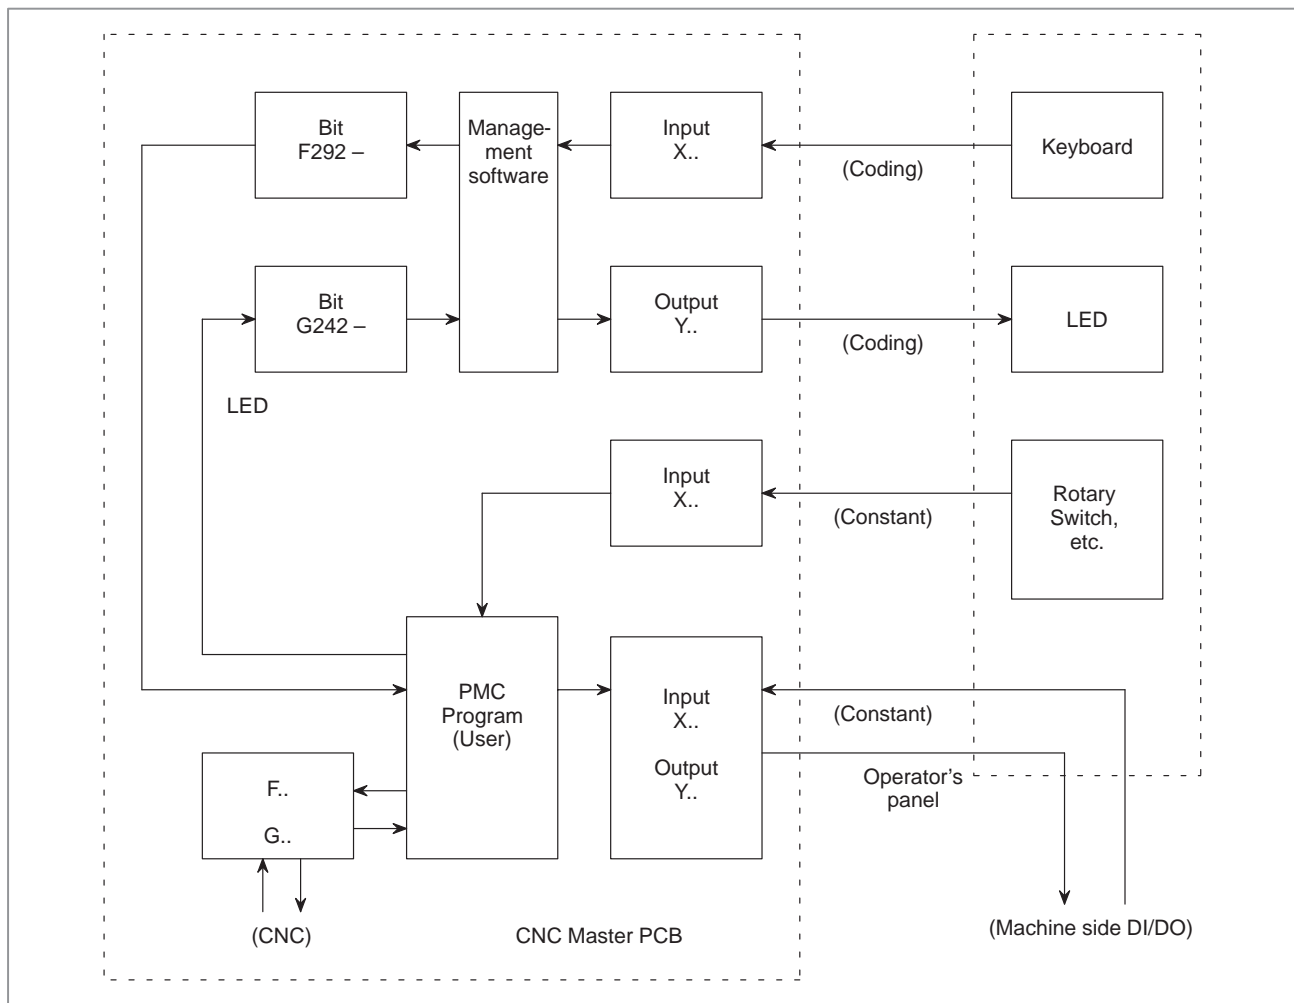 Bit
F292 –
Manage-
ment
software
Input
X..
(Coding)
Keyboard
Bit
G242 –
Output
Y..
(Coding)
LED
LED
Input
X..
(Constant)
Rotary
Switch,
etc.
PMC
Program
(User)
Input
X..
Output
Y..
(Constant)
Operator’s
panel
F..
G..
(CNC)
CNC Master PCB
(Machine side DI/DO)